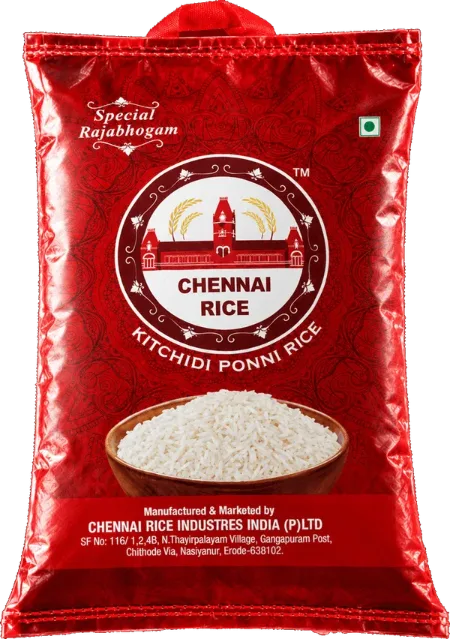 Special
Rajabhogam
TM
CHENNAI
RICE
KITCHIDI PONNI RICE
Manufactured & Marketed by
CHENNAI RICE INDUSTRES INDIA (P)LTD
SF No: 116/ 1,2,4B, N.Thayirpalayam Village, Gangapuram Post,
Chithode Via, Nasiyanur, Erode-638102.